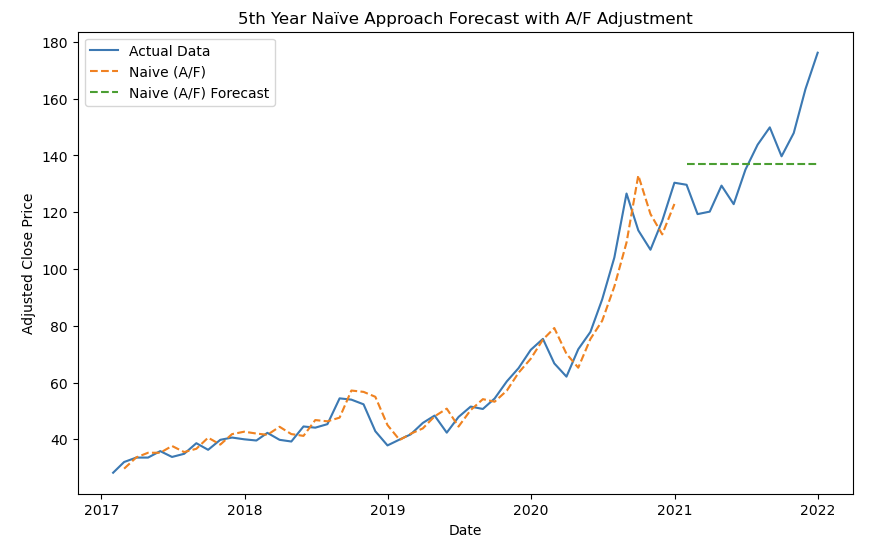 5th Year Naïve Approach Forecast with A/F Adjustment
Actual Data
Naive (A/F)
Naive (A/F) Forecast
Adjusted Close Price
180
160
140
120
100
80
60
40
2017
2018
2019
2020
2021
2022
Date